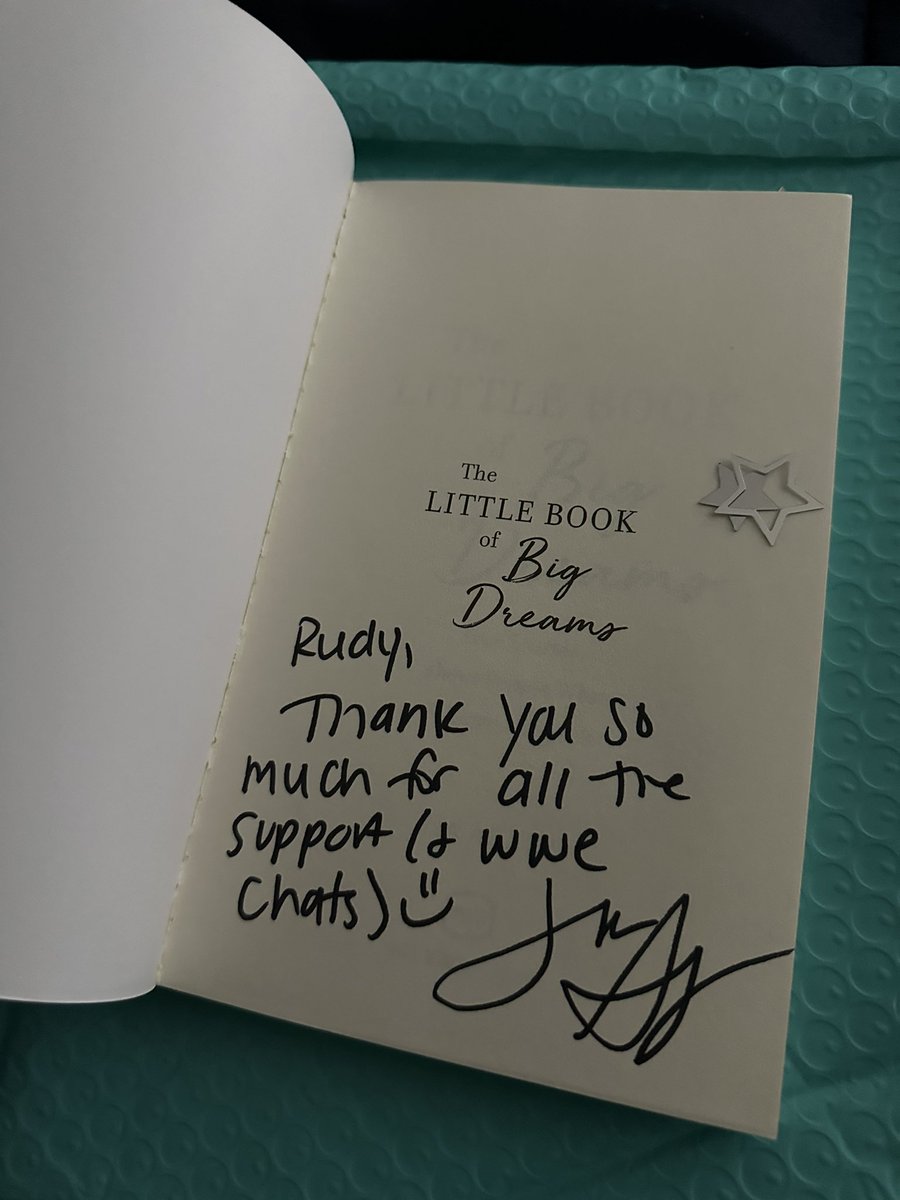 The
LITTLE BOOK
of Big
Dreams
Rudy,
Thank you so
much for all the
support (& wwe
chats)